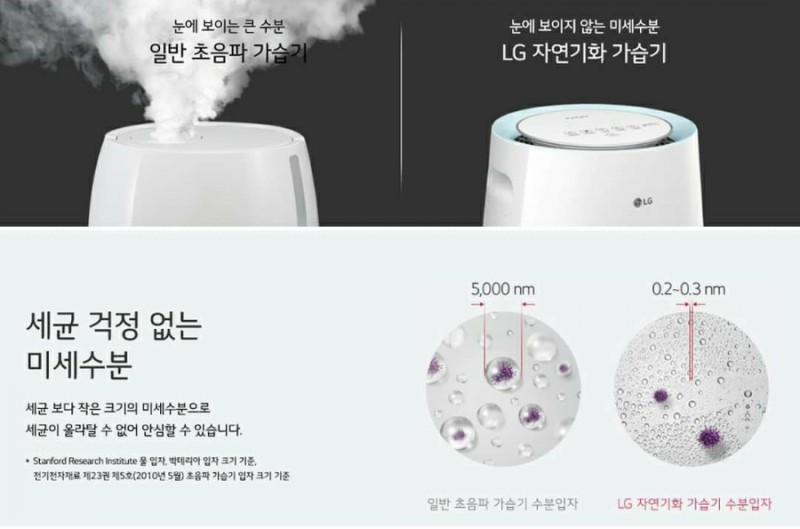 눈에 보이는 큰 수분
일반 초음파 가습기
눈에 보이지 않는 미세수분
LG 자연기화 가습기
LG
세균 걱정 없는
미세수분
세균 보다 작은 크기의 미세수분으로
세균이 올라탈 수 없어 안심할 수 있습니다.
* Stanford Research Institute 물 입자, 박테리아 입자 크기 기준,
전기전자재료 제23권 제5호(2010년 5월) 초음파 가습기 입자 크기 기준
5,000 nm
0.2~0.3 nm
일반 초음파 가습기 수분입자
LG 자연기화 가습기 수분입자